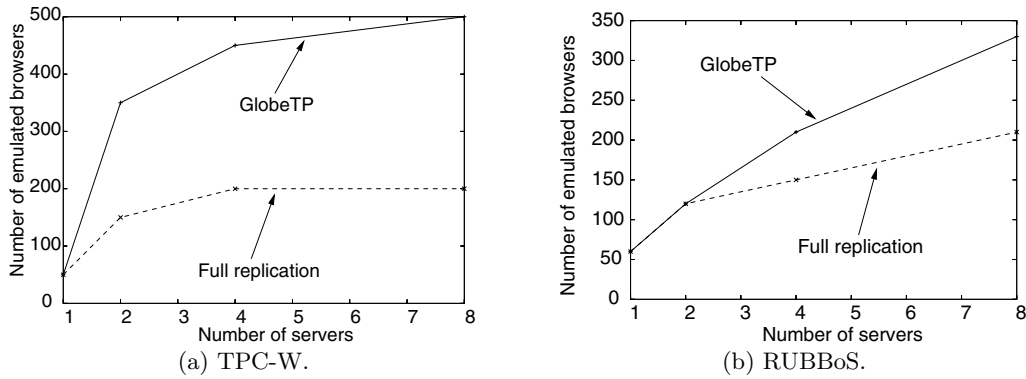 Number of emulated browsers
500
400
300
200
100
0
GlobeTP
Full replication
1 2 3 4 5 6 7 8
Number of servers
(a) TPC-W.
Number of emulated browsers
350
300
250
200
150
100
50
0
GlobeTP
Full replication
1 2 3 4 5 6 7 8
Number of servers
(b) RUBBoS.